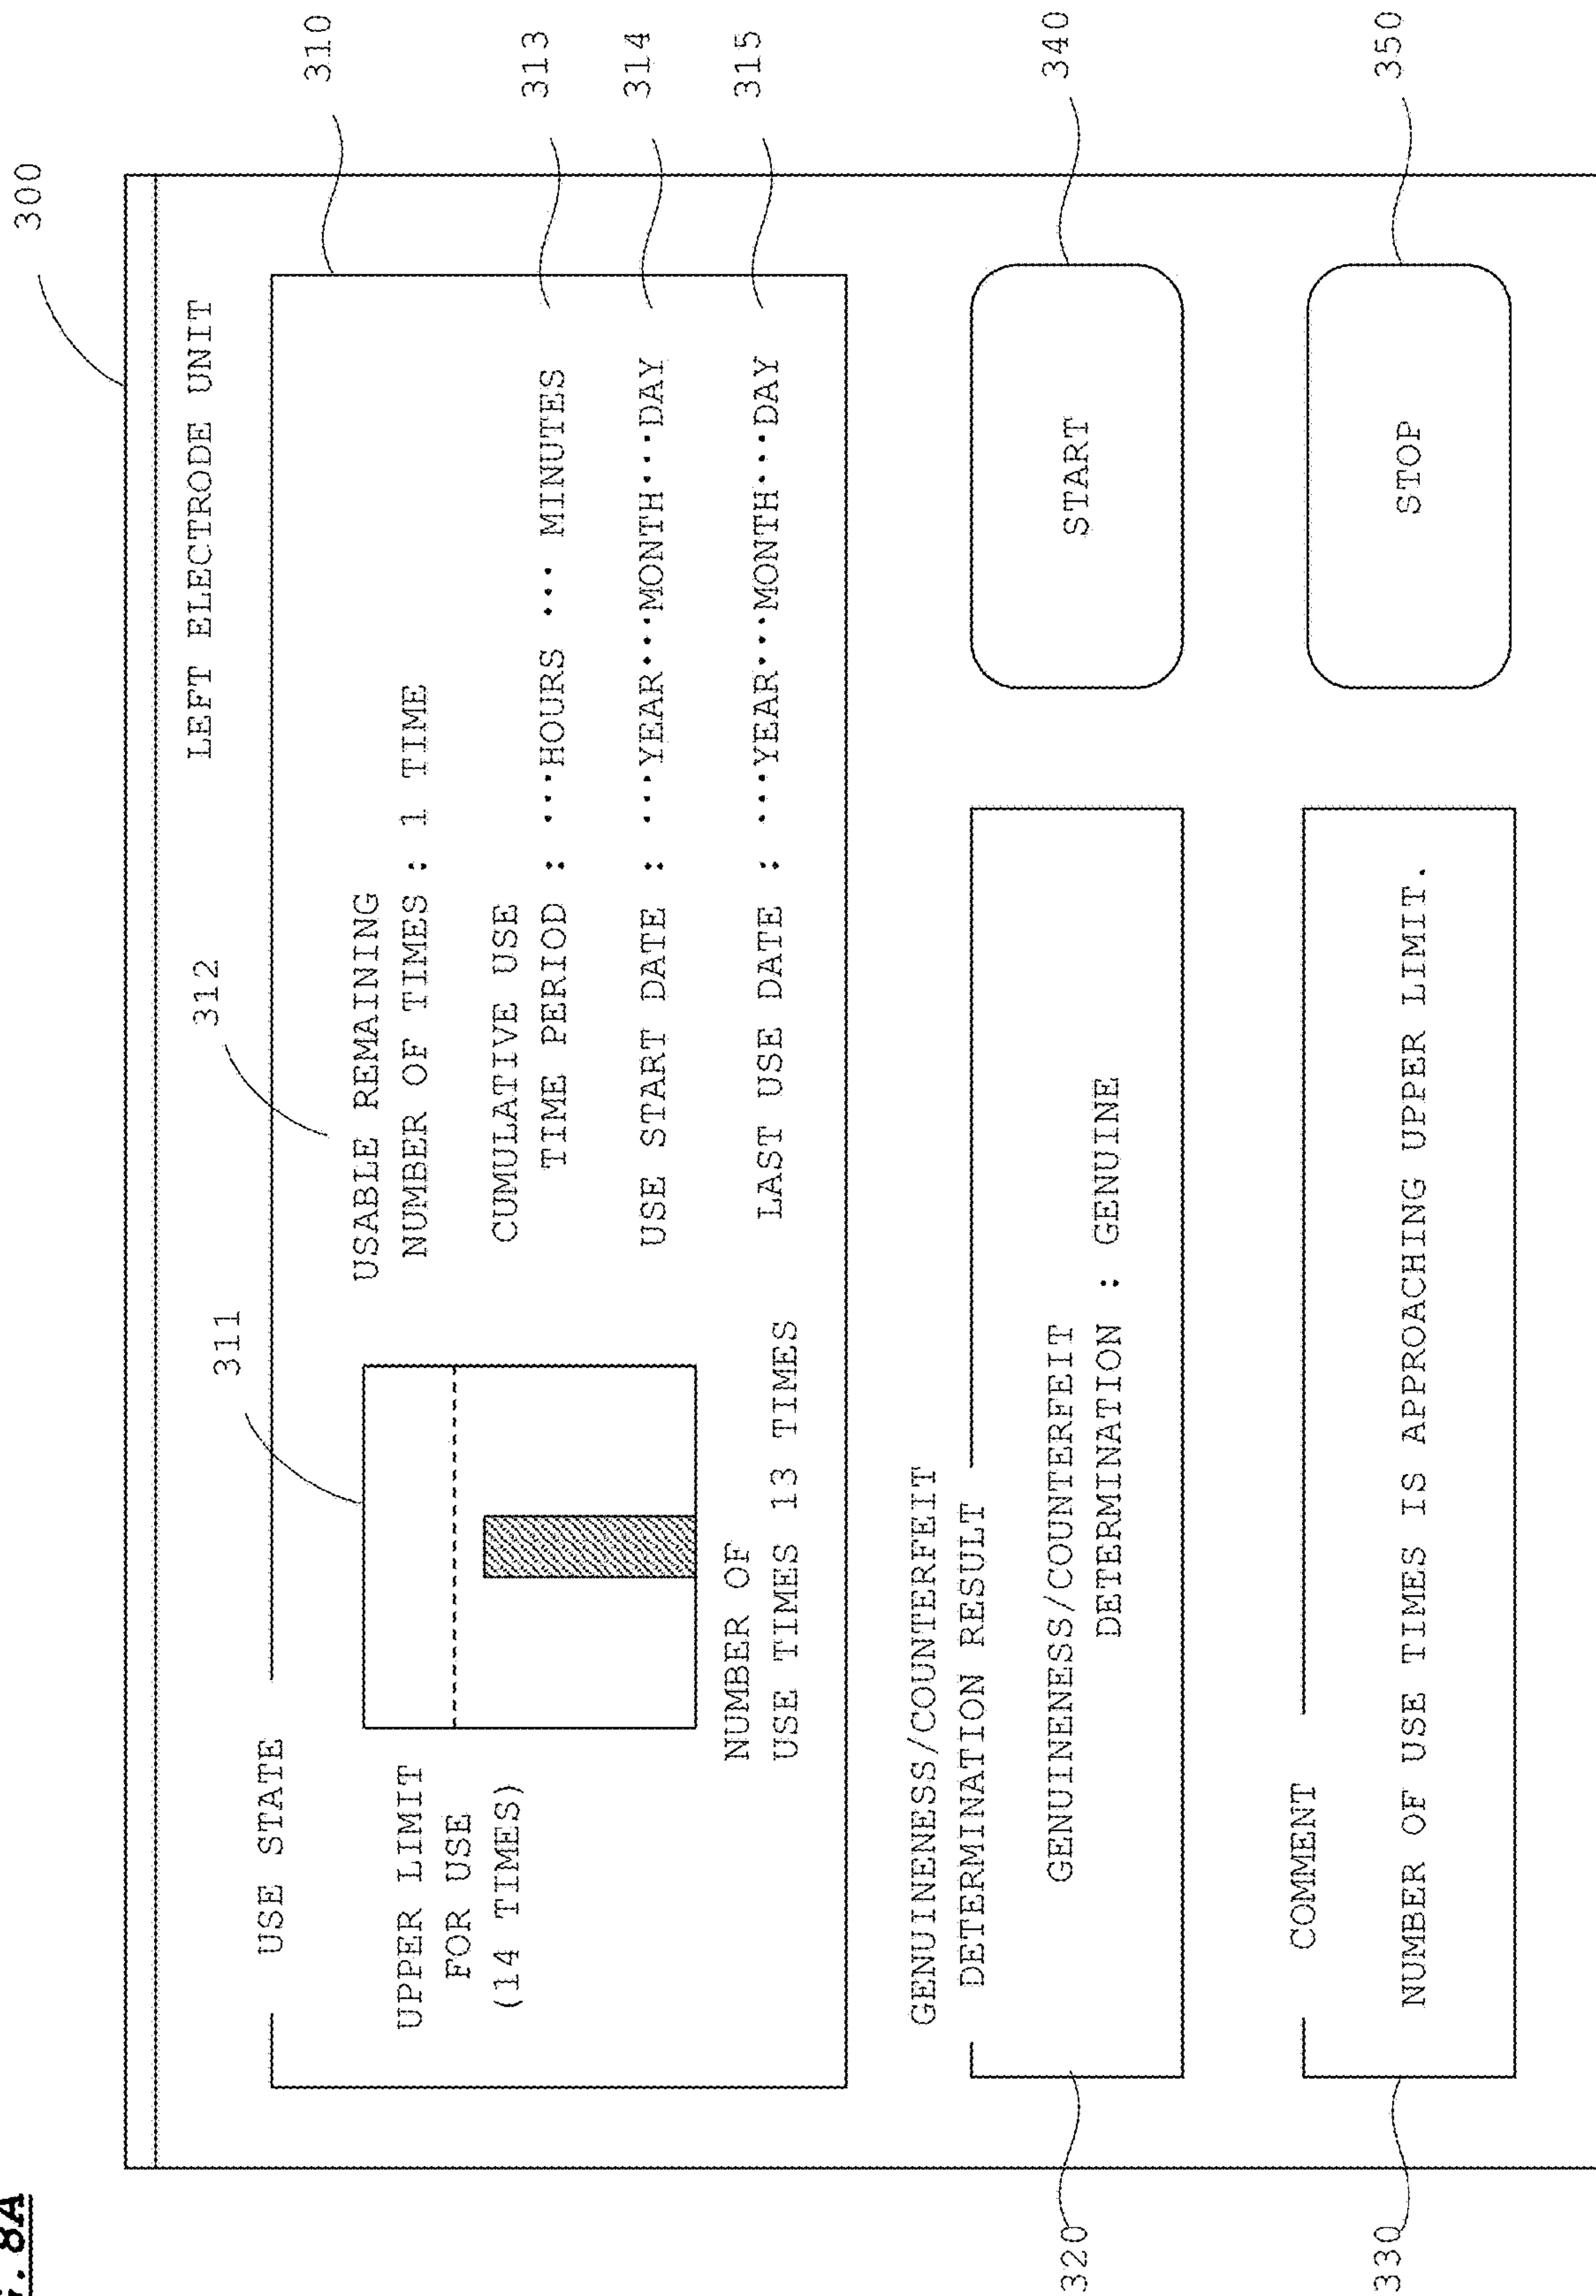 . 8A
300
LEFT ELECTRODE UNIT
310
USE STATE
311
312
UPPER LIMIT
FOR USE
(14 TIMES)
NUMBER OF
USE TIMES 13 TIMES
USABLE REMAINING
NUMBER OF TIMES : 1 TIME
CUMULATIVE USE
TIME PERIOD : ···HOURS ··· MINUTES
313
USE START DATE : ···YEAR···MONTH···DAY
314
LAST USE DATE : ···YEAR···MONTH···DAY
315
GENUINENESS/COUNTERFEIT
DETERMINATION RESULT
GENUINENESS/COUNTERFEIT
DETERMINATION : GENUINE
320
START
340
COMMENT
NUMBER OF USE TIMES IS APPROACHING UPPER LIMIT.
330
STOP
350